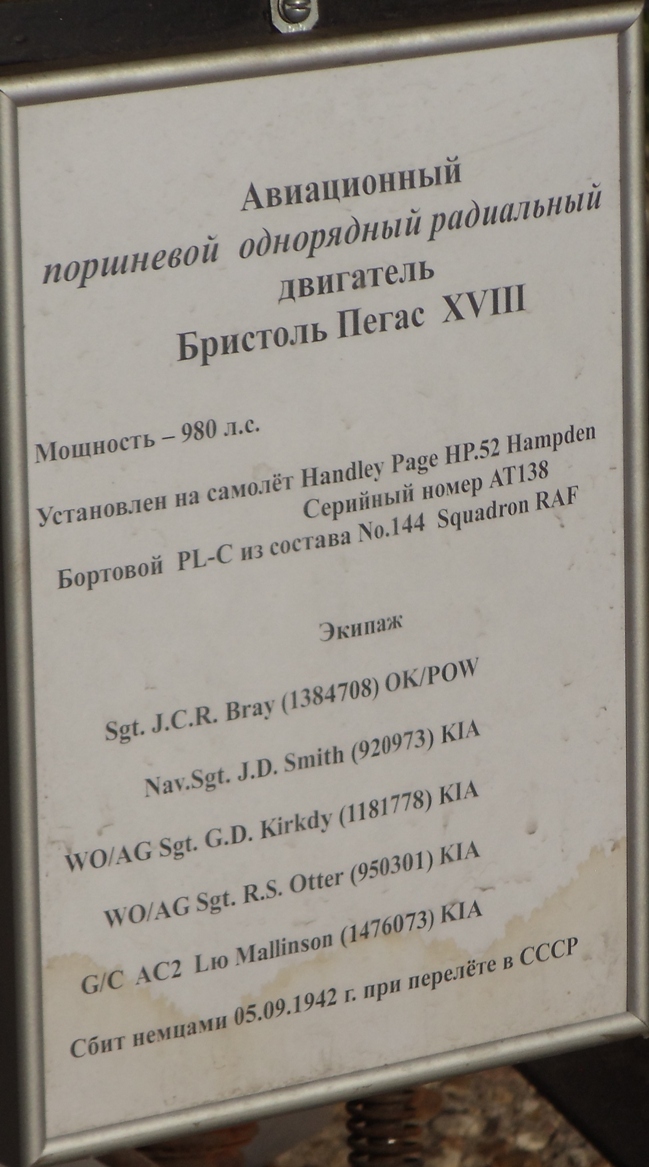 Авиационный
поршневой однорядный радиальный
двигатель
Бристоль Пегас XVIII
Мощность – 980 л.с.
Установлен на самолёт Handley Page HP.52 Hampden
Серийный номер AT138
Бортовой PL-C из состава No.144 Squadron RAF
Экипаж
Sgt. J.C.R. Bray (1384708) OK/POW
Nav.Sgt. J.D. Smith (920973) KIA
WO/AG Sgt. G.D. Kirkdy (1181778) KIA
WO/AG Sgt. R.S. Otter (950301) KIA
G/C AC2 Lю Mallinson (1476073) KIA
Сбит немцами 05.09.1942 г. при перелёте в СССР